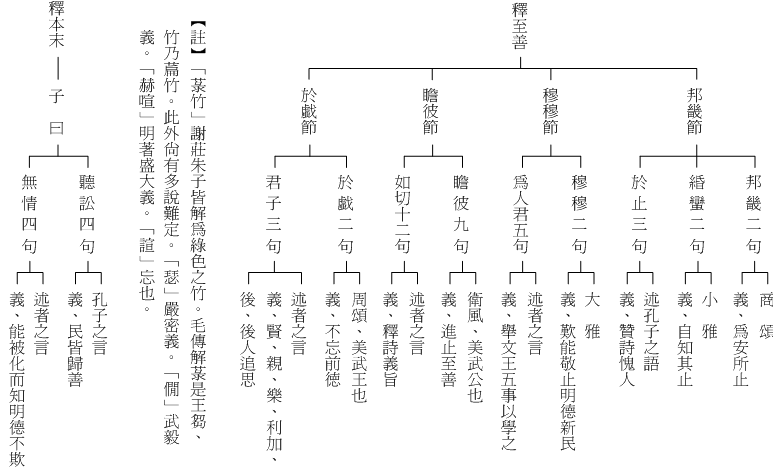 釋至善
邦畿節
邦畿二句
商頌
義、爲安所止
緡蠻二句
小雅
義、自知其止
於止三句
述孔子之語
義、贊詩愧人
穆穆節
穆穆二句
大雅
義、歎能敬止明德新民
爲人君五句
述者之言
義、舉文王五事以學之
瞻彼節
瞻彼九句
衛風、美武公也
義、進止至善
如切十二句
述者之言
義、釋詩義旨
於戲節
於戲二句
周頌、美武王也
義、不忘前德
君子三句
述者之言
義、賢、親、樂、利加、
後、後人追思
【註】「菉竹」謝莊朱子皆解爲綠色之竹。毛傳解菉是王芻、
竹乃萹竹。此外尙有多說難定。「瑟」嚴密義。「僩」武毅
義。「赫喧」明著盛大義。「諠」忘也。
釋本末
子曰
聽訟四句
孔子之言
義、民皆歸善
無情四句
述者之言
義、能被化而知明德不欺